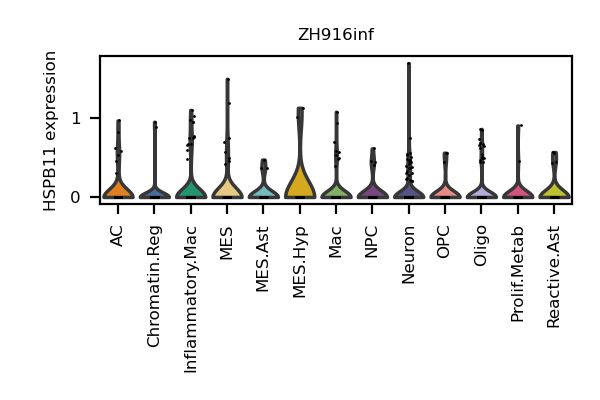 ZH916inf
HSPB11 expression
1
0
AC
Chromatin.Reg
Inflammatory.Mac
MES
MES.Ast
MES.Hyp
Mac
NPC
Neuron
OPC
Oligo
Prolif.Metab
Reactive.Ast